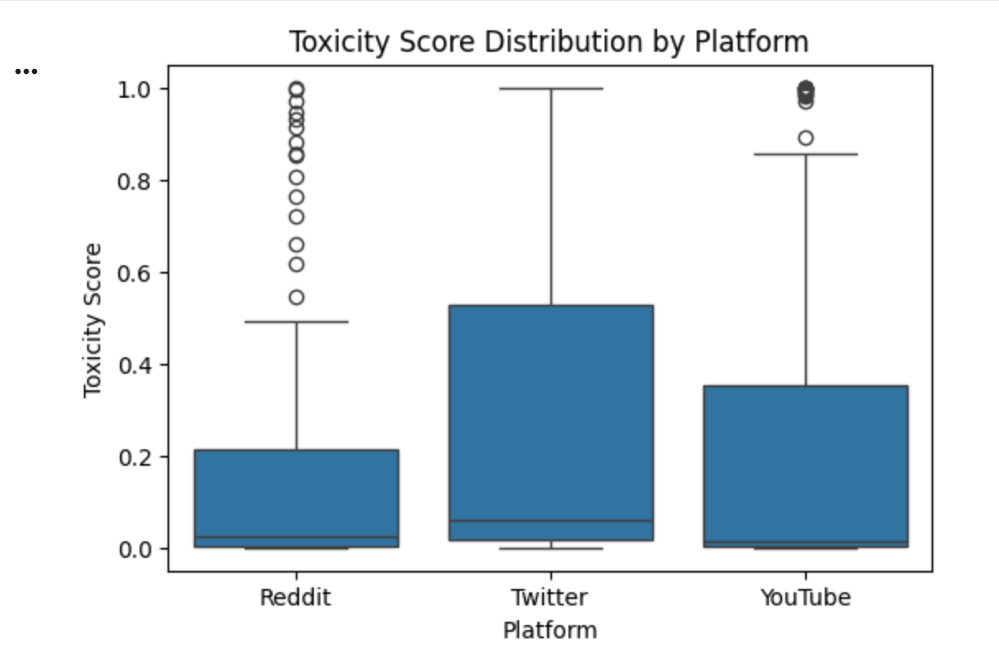 Toxicity Score Distribution by Platform
•••
1.0
0.8
0.6
0.4
0.2
0.0
Toxicity Score
Reddit Twitter YouTube
Platform